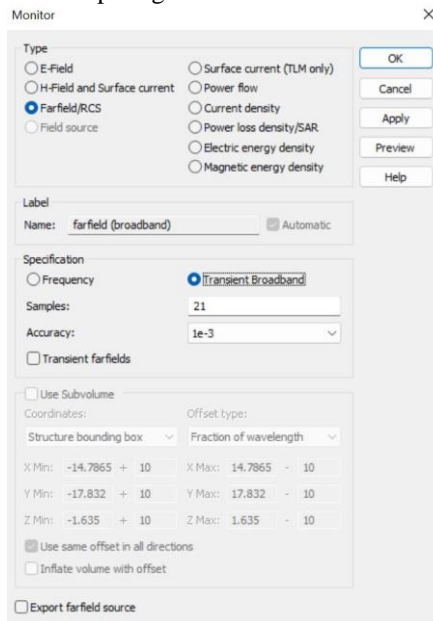 Monitor
Type
E-Field
H-Field and Surface current
Farfield/RCS
Field source
Surface current (TLM only)
Power flow
Current density
Power loss density/SAR
Electric energy density
Magnetic energy density
OK
Cancel
Apply
Preview
Help
Label
Name: farfield (broadband) Automatic
Specification
Frequency Transient Broadband
Samples: 21
Accuracy: 1e-3
Transient farfields
Use Subvolume
Coordinates: Offset type:
Structure bounding box Fraction of wavelength
X Min: -14.7865 + 10 X Max: 14.7865 - 10
Y Min: -17.832 + 10 Y Max: 17.832 - 10
Z Min: -1.635 + 10 Z Max: 1.635 - 10
Use same offset in all directions
Inflate volume with offset
Export farfield source